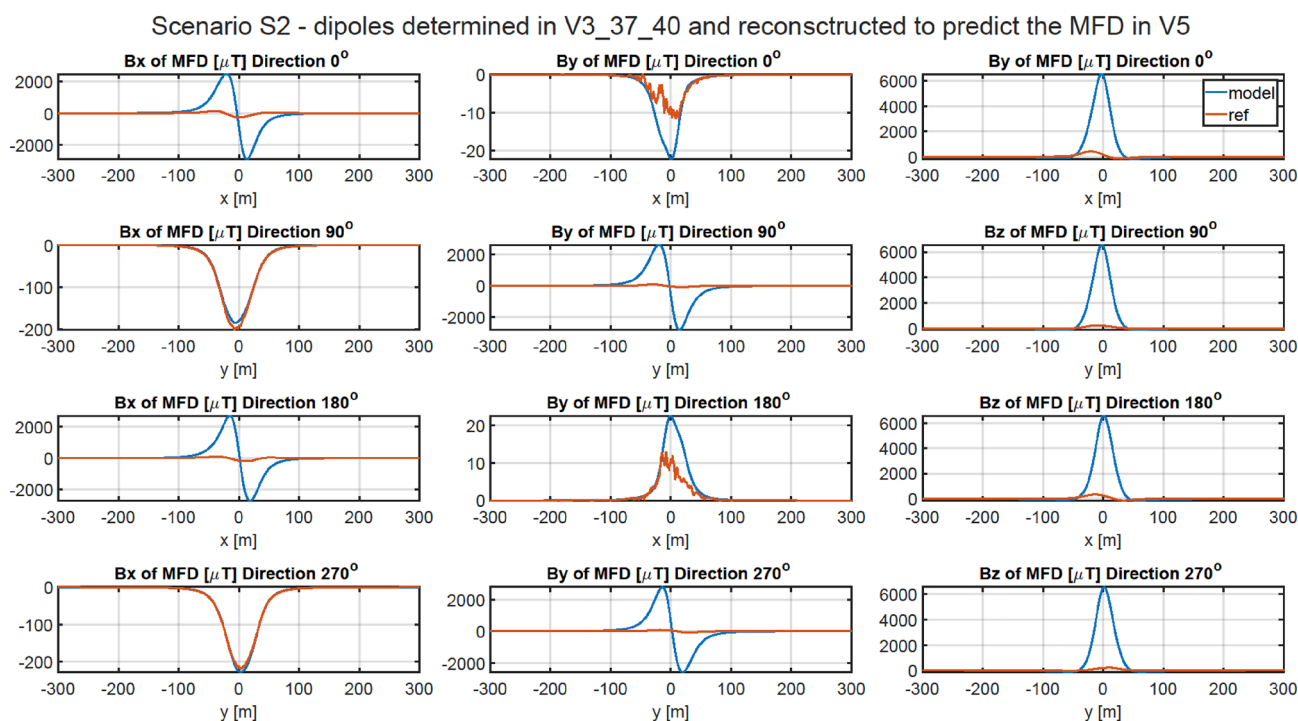 Scenario S2 - dipoles determined in V3_37_40 and reconsctructed to predict the MFD in V5
Bx of MFD [μT] Direction 0°
2000
0
-2000
-300 -200 -100 0 100 200 300
x [m]
By of MFD [μT] Direction 0°
0
-10
-20
-300 -200 -100 0 100 200 300
x [m]
By of MFD [μT] Direction 0°
6000
4000
2000
0
model
ref
-300 -200 -100 0 100 200 300
x [m]
Bx of MFD [μT] Direction 90°
0
-100
-200
-300 -200 -100 0 100 200 300
y [m]
By of MFD [μT] Direction 90°
2000
0
-2000
-300 -200 -100 0 100 200 300
y [m]
Bz of MFD [μT] Direction 90°
6000
4000
2000
0
-300 -200 -100 0 100 200 300
y [m]
Bx of MFD [μT] Direction 180°
2000
0
-2000
-300 -200 -100 0 100 200 300
x [m]
By of MFD [μT] Direction 180°
20
10
0
-300 -200 -100 0 100 200 300
x [m]
Bz of MFD [μT] Direction 180°
6000
4000
2000
0
-300 -200 -100 0 100 200 300
x [m]
Bx of MFD [μT] Direction 270°
0
-100
-200
-300 -200 -100 0 100 200 300
y [m]
By of MFD [μT] Direction 270°
2000
0
-2000
-300 -200 -100 0 100 200 300
y [m]
Bz of MFD [μT] Direction 270°
6000
4000
2000
0
-300 -200 -100 0 100 200 300
y [m]